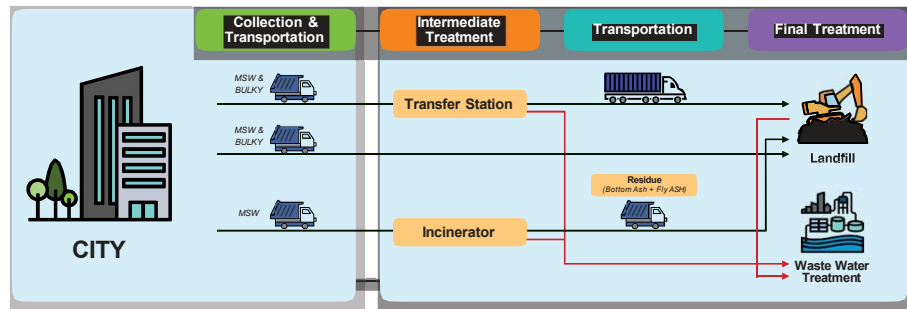 Collection &
Transportation
Intermediate
Treatment
Transportation
Final Treatment
MSW &
BULKY
Transfer Station
MSW &
BULKY
Landfill
Residue
(Bottom Ash + Fly ASH)
MSW
Incinerator
CITY
Waste Water
Treatment